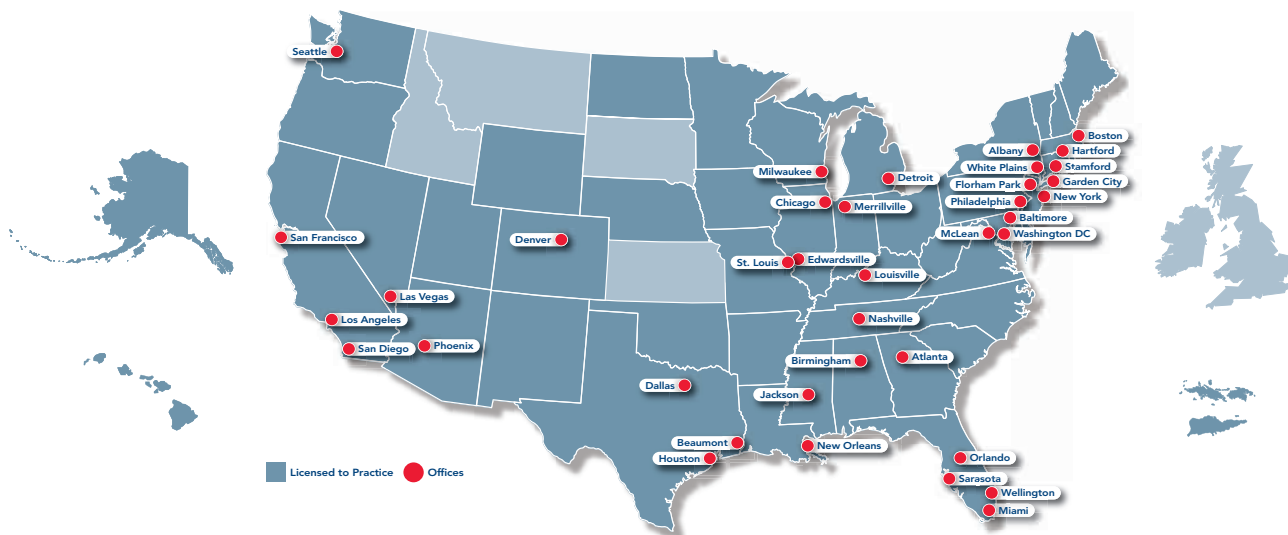 Seattle
Boston
Albany
Hartford
White Plains
Stamford
Milwaukee
Detroit
Florham Park
Garden City
Chicago
Merrillville
Philadelphia
New York
Baltimore
McLean
Washington DC
San Francisco
Denver
St. Louis
Edwardsville
Louisville
Las Vegas
Los Angeles
Nashville
San Diego
Phoenix
Birmingham
Atlanta
Dallas
Jackson
Beaumont
New Orleans
Houston
Orlando
Licensed to Practice
Offices
Sarasota
Wellington
Miami